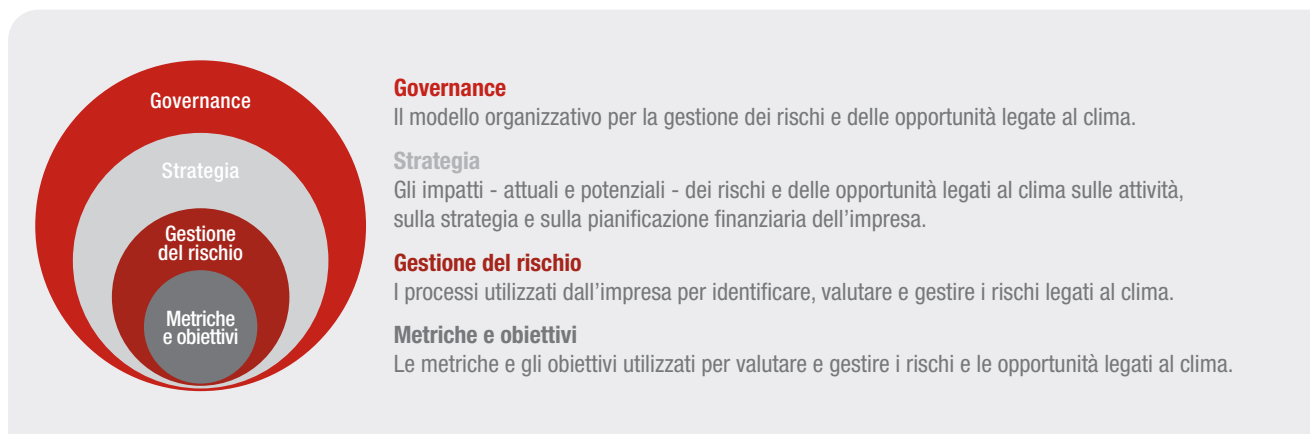 Governance
Strategia
Gestione
del rischio
Metriche
e obiettivi
Governance
Il modello organizzativo per la gestione dei rischi e delle opportunità legate al clima.
Strategia
Gli impatti - attuali e potenziali - dei rischi e delle opportunità legati al clima sulle attività,
sulla strategia e sulla pianificazione finanziaria dell'impresa.
Gestione del rischio
I processi utilizzati dall'impresa per identificare, valutare e gestire i rischi legati al clima.
Metriche e obiettivi
Le metriche e gli obiettivi utilizzati per valutare e gestire i rischi e le opportunità legati al clima.